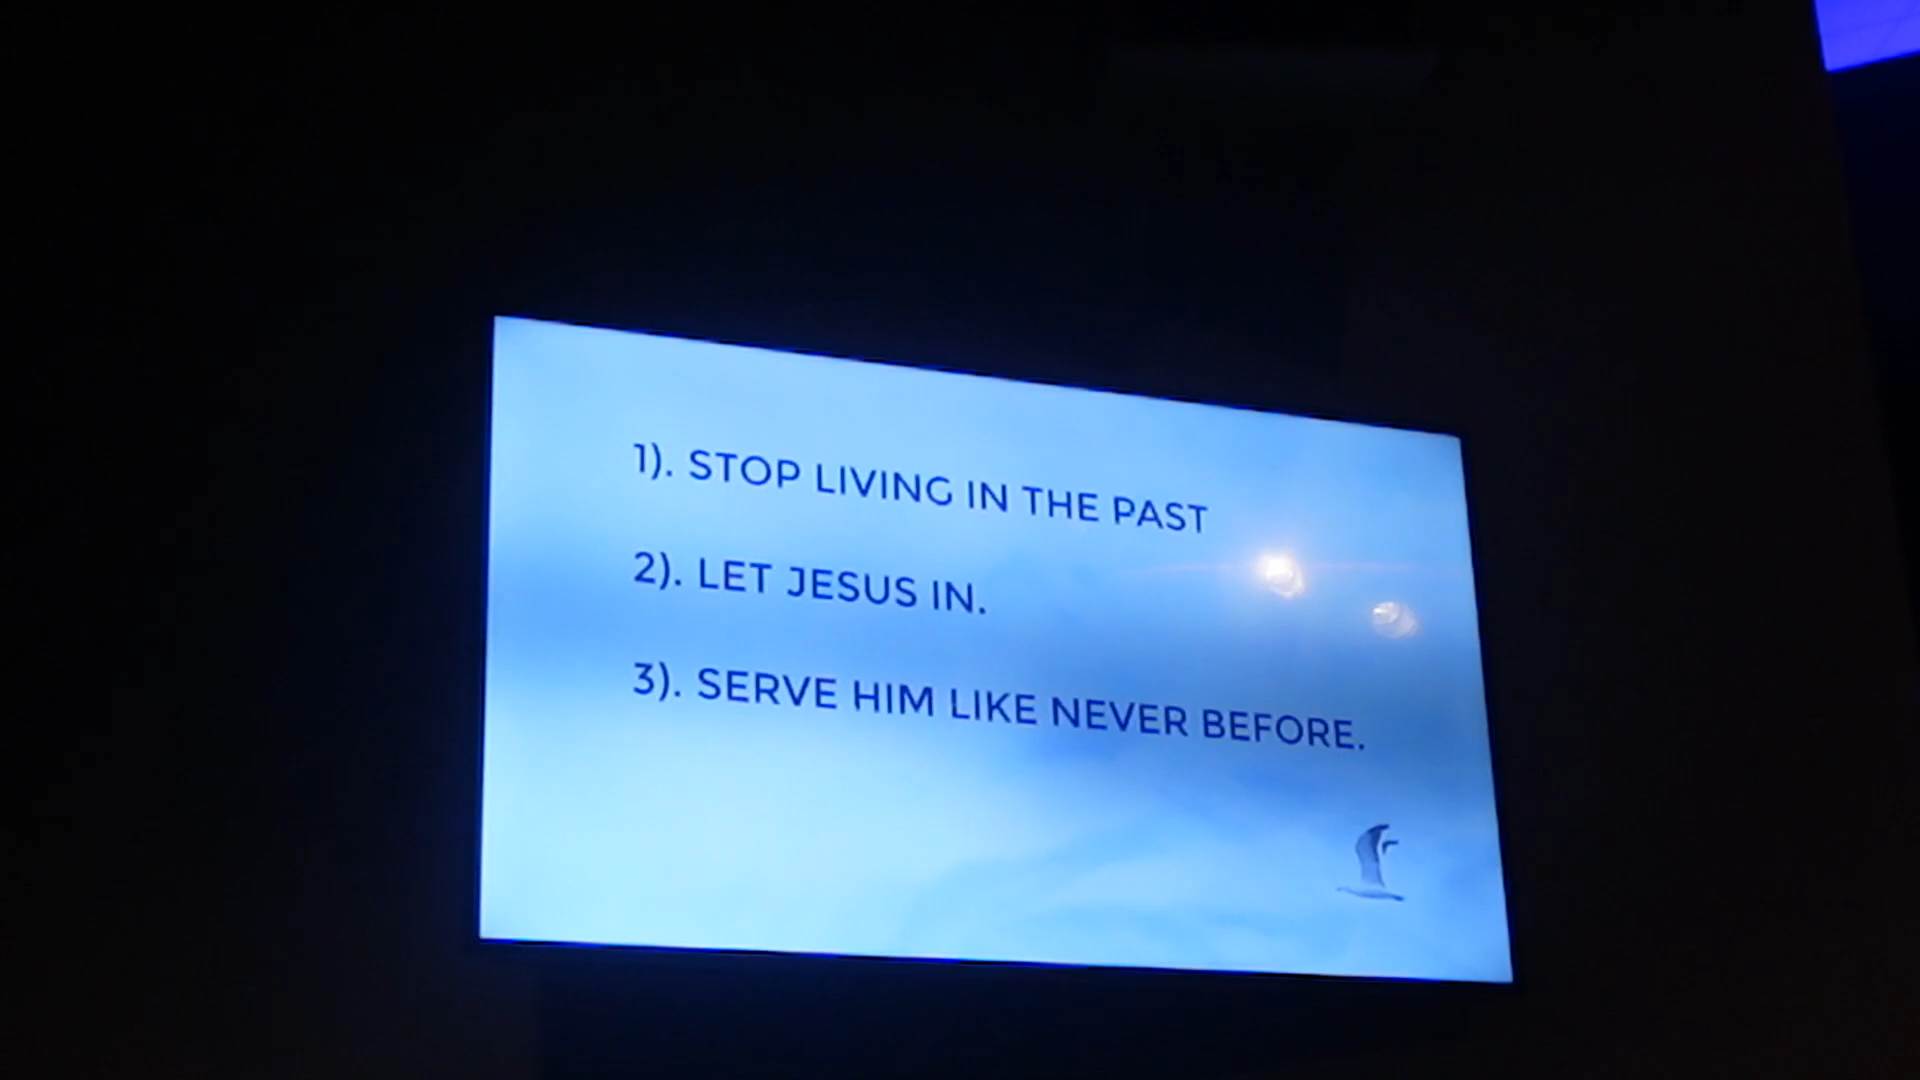 1). STOP LIVING IN THE PAST
2). LET JESUS IN.
3). SERVE HIM LIKE NEVER BEFORE.